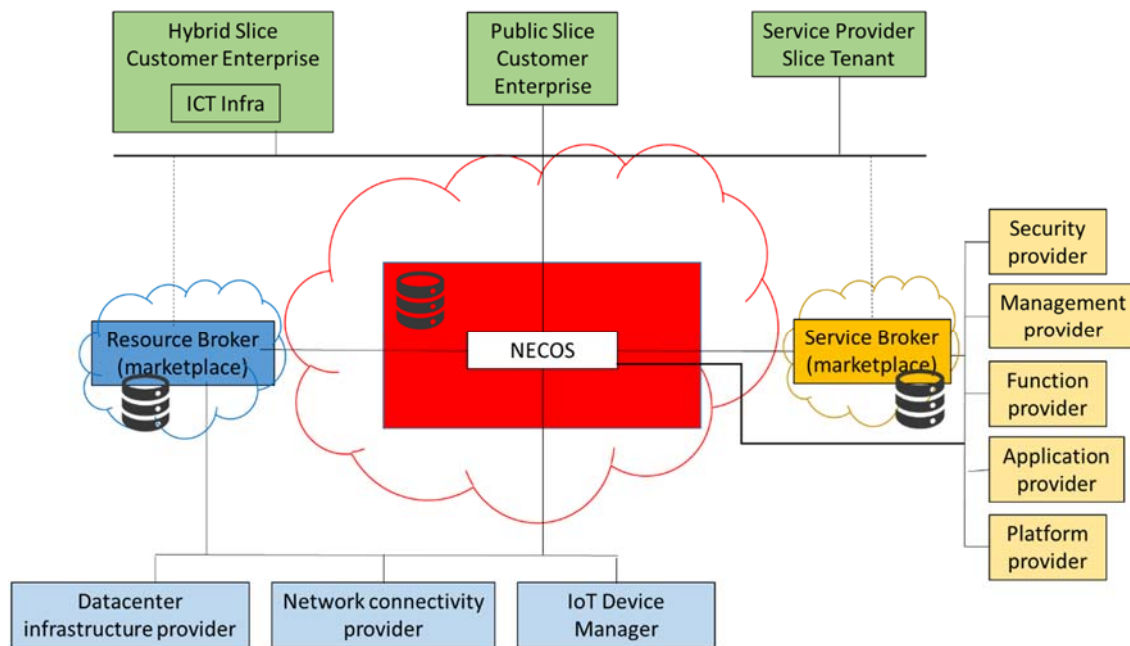 Hybrid Slice
Customer Enterprise
ICT Infra
Public Slice
Customer
Enterprise
Service Provider
Slice Tenant
Security
provider
Management
provider
Resource Broker
(marketplace)
NECOS
Service Broker
(marketplace)
Function
provider
Application
provider
Platform
provider
Datacenter
infrastructure provider
Network connectivity
provider
IoT Device
Manager